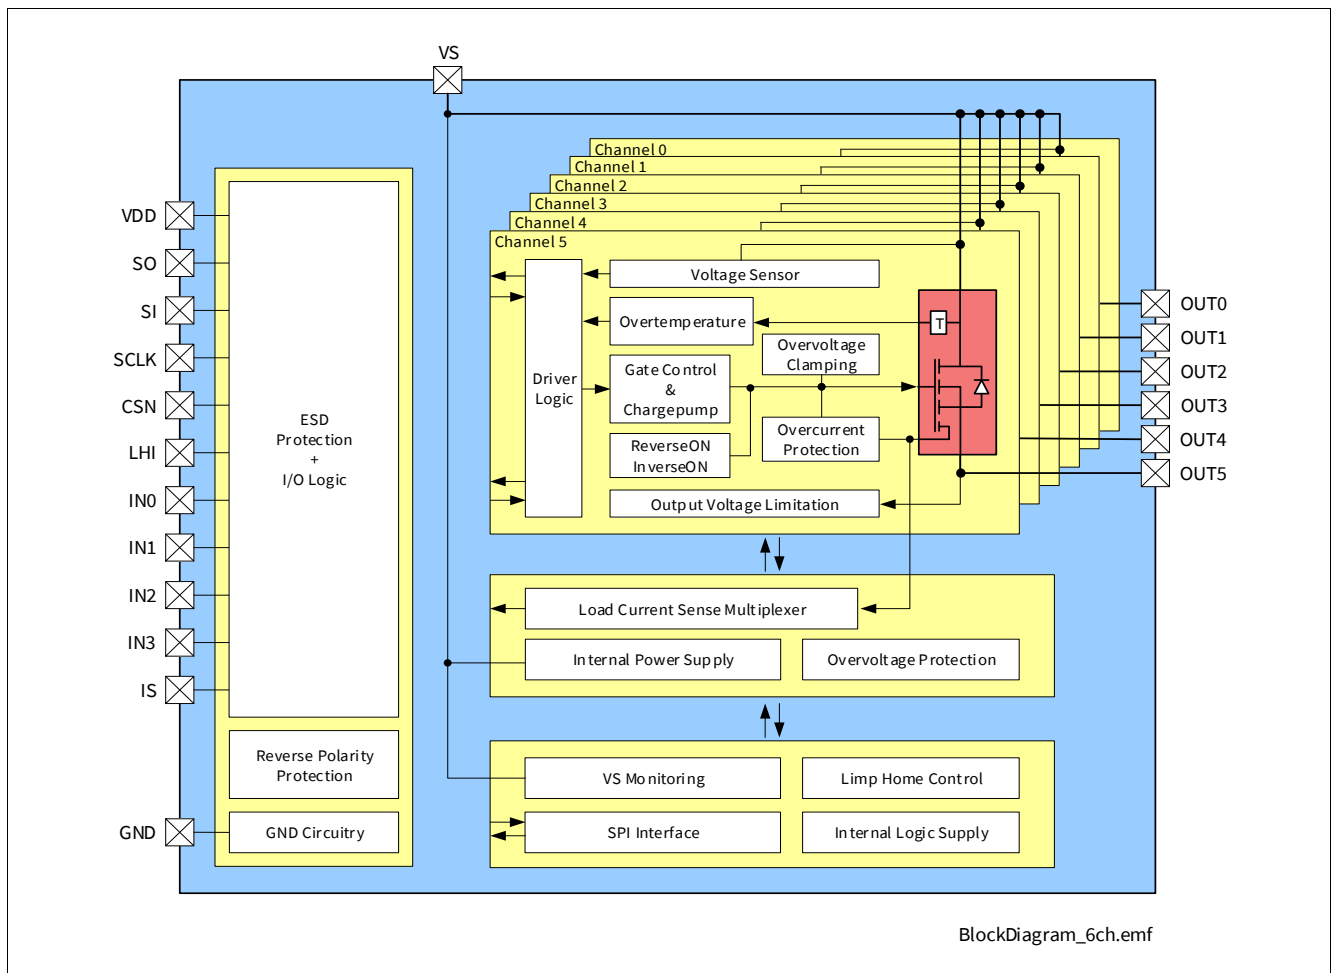 VS
Channel 0
Channel 1
Channel 2
Channel 3
Channel 4
Channel 5
VDD
SO
SI
SCLK
CSN
LHI
IN0
IN1
IN2
IN3
IS
GND
ESD
Protection
+
I/O Logic
Reverse Polarity
Protection
GND Circuitry
Driver
Logic
Voltage Sensor
Overtemperature
Gate Control
&
Chargepump
ReverseON
InverseON
Overvoltage
Clamping
Overcurrent
Protection
Output Voltage Limitation
T
OUT0
OUT1
OUT2
OUT3
OUT4
OUT5
Load Current Sense Multiplexer
Internal Power Supply
Overvoltage Protection
VS Monitoring
Limp Home Control
SPI Interface
Internal Logic Supply
BlockDiagram_6ch.emf